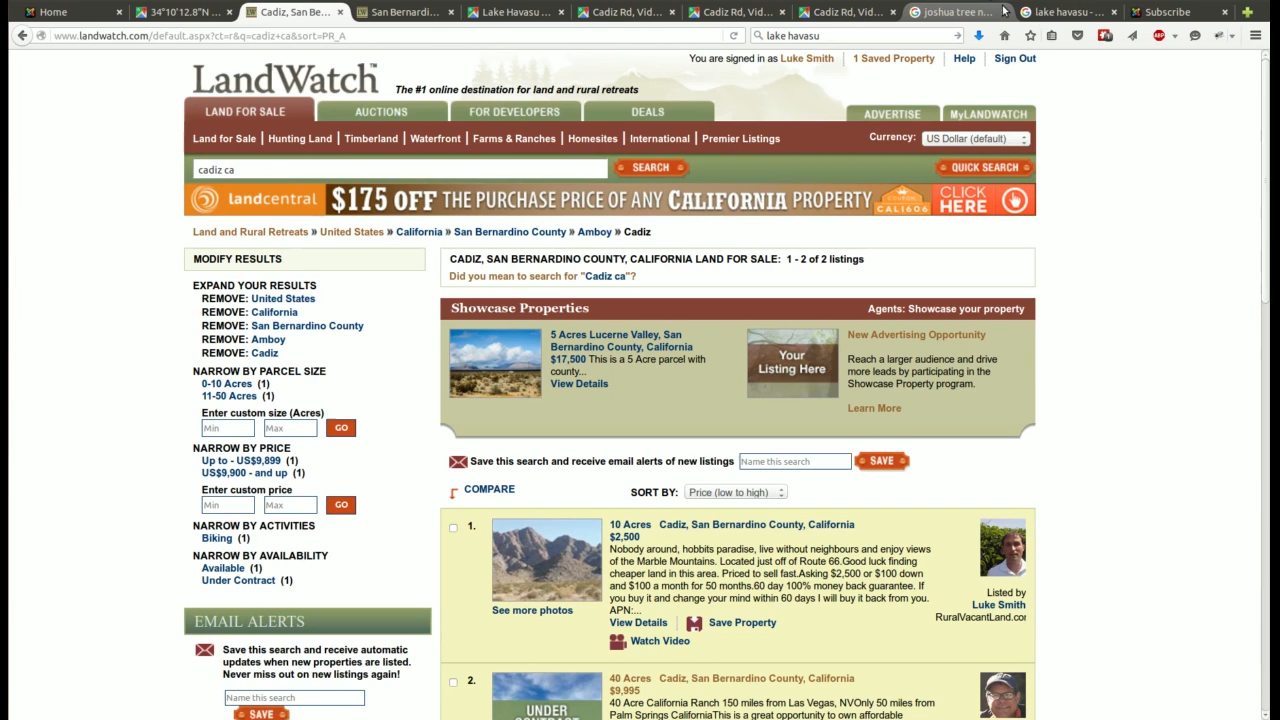 Home
34°10'12.8"N ...
Cadiz, San Be...
San Bernardi...
Lake Havasu ...
Cadiz Rd, Vid...
Cadiz Rd, Vid...
Cadiz Rd, Vid...
joshua tree n...
lake havasu - ...
Subscribe
www.landwatch.com/default.aspx?ct=r&q=cadiz+ca&sort=PR_A
lake havasu
You are signed in as Luke Smith
1 Saved Property
Help
Sign Out
LandWatch™
The #1 online destination for land and rural retreats
LAND FOR SALE
AUCTIONS
FOR DEVELOPERS
DEALS
ADVERTISE
MyLANDWATCH
Land for Sale | Hunting Land | Timberland | Waterfront | Farms & Ranches | Homesites | International | Premier Listings
Currency: US Dollar (default)
cadiz ca
SEARCH
QUICK SEARCH
landcentral $175 OFF THE PURCHASE PRICE OF ANY CALIFORNIA PROPERTY
CALI606
CLICK
HERE
Land and Rural Retreats » United States » California » San Bernardino County » Amboy » Cadiz
MODIFY RESULTS
EXPAND YOUR RESULTS
REMOVE: United States
REMOVE: California
REMOVE: San Bernardino County
REMOVE: Amboy
REMOVE: Cadiz
NARROW BY PARCEL SIZE
0-10 Acres (1)
11-50 Acres (1)
Enter custom size (Acres)
Min Max GO
NARROW BY PRICE
Up to - US$9,899 (1)
US$9,900 - and up (1)
Enter custom price
Min Max GO
NARROW BY ACTIVITIES
Biking (1)
NARROW BY AVAILABILITY
Available (1)
Under Contract (1)
EMAIL ALERTS
Save this search and receive automatic
updates when new properties are listed.
Never miss out on new listings again!
Name this search
SAVE
CADIZ, SAN BERNARDINO COUNTY, CALIFORNIA LAND FOR SALE: 1 - 2 of 2 listings
Did you mean to search for "Cadiz ca"?
Showcase Properties
Agents: Showcase your property
5 Acres Lucerne Valley, San
Bernardino County, California
$17,500 This is a 5 Acre parcel with
county...
View Details
Your
Listing Here
New Advertising Opportunity
Reach a larger audience and drive
more leads by participating in the
Showcase Property program.
Learn More
Save this search and receive email alerts of new listings
Name this search
SAVE
COMPARE
SORT BY: Price (low to high)
1.
10 Acres Cadiz, San Bernardino County, California
$2,500
Nobody around, hobbits paradise, live without neighbours and enjoy views
of the Marble Mountains. Located just off of Route 66.Good luck finding
cheaper land in this area. Priced to sell fast.Asking $2,500 or $100 down
and $100 a month for 50 months.60 day 100% money back guarantee. If
you buy it and change your mind within 60 days I will buy it back from you.
APN:...
See more photos
View Details
Save Property
Watch Video
Listed by
Luke Smith
RuralVacantLand.cor
2.
UNDER
CONTRACT
40 Acres Cadiz, San Bernardino County, California
$9,995
40 Acre California Ranch 150 miles from Las Vegas, NVOnly 50 miles from
Palm Springs CaliforniaThis is a great opportunity to own affordable